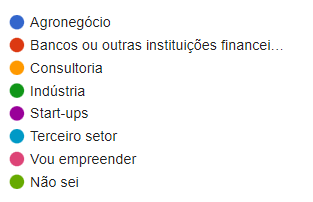 Agronegócio
Bancos ou outras instituições financei…
Consultoria
Indústria
Start-ups
Terceiro setor
Vou empreender
Não sei